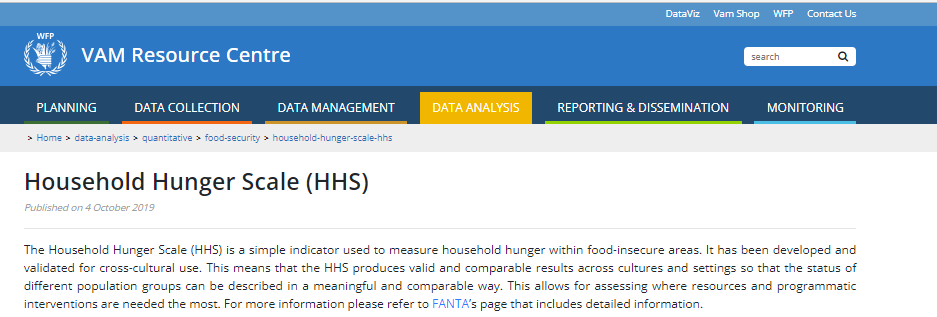 DataViz Vam Shop WFP Contact Us
WFP
VAM Resource Centre
search
PLANNING DATA COLLECTION DATA MANAGEMENT DATA ANALYSIS REPORTING & DISSEMINATION MONITORING
> Home > data-analysis > quantitative > food-security > household-hunger-scale-hhs
Household Hunger Scale (HHS)
Published on 4 October 2019
The Household Hunger Scale (HHS) is a simple indicator used to measure household hunger within food-insecure areas. It has been developed and
validated for cross-cultural use. This means that the HHS produces valid and comparable results across cultures and settings so that the status of
different population groups can be described in a meaningful and comparable way. This allows for assessing where resources and programmatic
interventions are needed the most. For more information please refer to FANTA's page that includes detailed information.